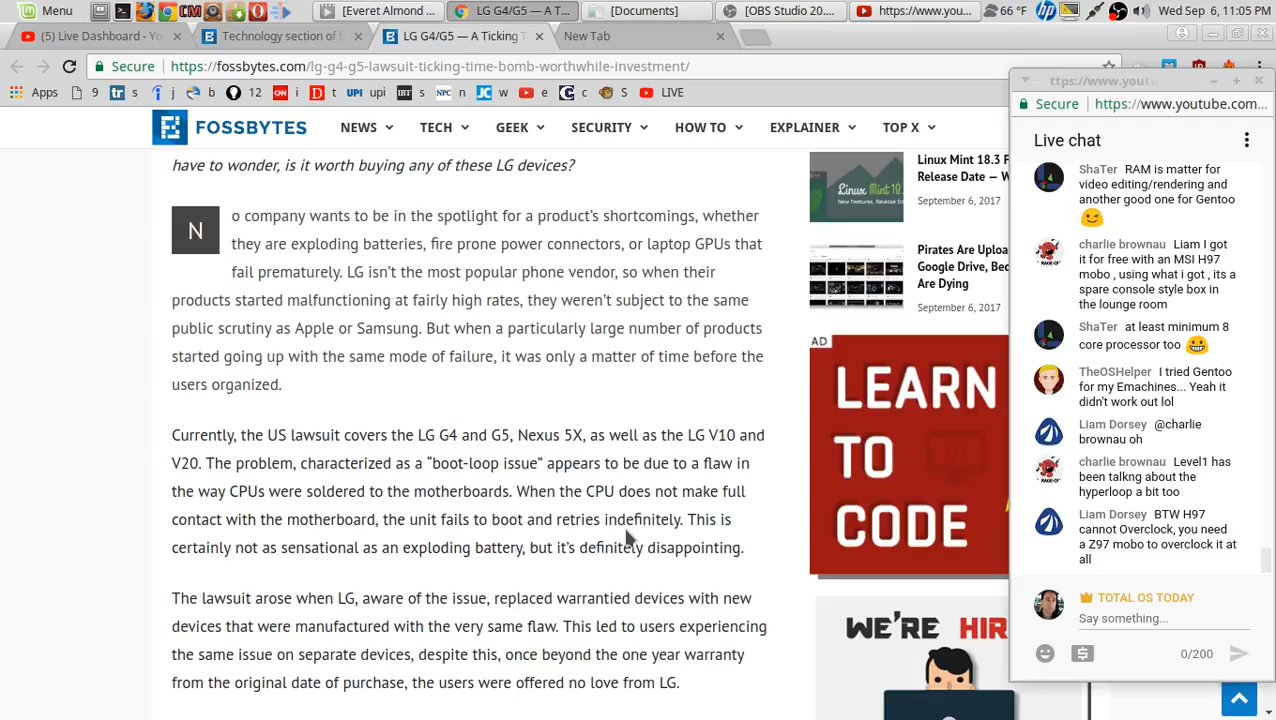 Menu
[Everet Almond ...
LG G4/G5 — A T...
[Documents]
[OBS Studio 20....
https://www.you...
66 °F
Wed Sep 6, 11:05 PM
(5) Live Dashboard - Yo
Technology section of f
LG G4/G5 — A Ticking T
New Tab
Secure
https://fossbytes.com/lg-g4-g5-lawsuit-ticking-time-bomb-worthwhile-investment/
Apps
9
tr s
j
b
12
i
t
UPI upi
IBT s
NPC n
JC w
e
c
S
LIVE
FOSSBYTES
NEWS
TECH
GEEK
SECURITY
HOW TO
EXPLAINER
TOP X
have to wonder, is it worth buying any of these LG devices?
No company wants to be in the spotlight for a product's shortcomings, whether
they are exploding batteries, fire prone power connectors, or laptop GPUs that
fail prematurely. LG isn't the most popular phone vendor, so when their
products started malfunctioning at fairly high rates, they weren't subject to the same
public scrutiny as Apple or Samsung. But when a particularly large number of products
started going up with the same mode of failure, it was only a matter of time before the
users organized.
Currently, the US lawsuit covers the LG G4 and G5, Nexus 5X, as well as the LG V10 and
V20. The problem, characterized as a “boot-loop issue” appears to be due to a flaw in
the way CPUs were soldered to the motherboards. When the CPU does not make full
contact with the motherboard, the unit fails to boot and retries indefinitely. This is
certainly not as sensational as an exploding battery, but it's definitely disappointing.
The lawsuit arose when LG, aware of the issue, replaced warrantied devices with new
devices that were manufactured with the very same flaw. This led to users experiencing
the same issue on separate devices, despite this, once beyond the one year warranty
from the original date of purchase, the users were offered no love from LG.
Linux Mint 18.3
Release Date —
September 6, 2017
Pirates Are
Google Drive,
Are Dying
September 6, 2017
AD
LEARN
TO
CODE
WE'RE
ttps://www.yout
Secure
https://www.youtube.com...
Live chat
ShaTer RAM is matter for
video editing/rendering and
another good one for Gentoo
charlie brownau Liam I got
it for free with an MSI H97
mobo , using what i got , its a
spare console style box in
the lounge room
ShaTer at least minimum 8
core processor too
TheOSHelper I tried Gentoo
for my Emachines... Yeah it
didn't work out lol
Liam Dorsey @charlie
brownau oh
charlie brownau Level1 has
been talkng about the
hyperloop a bit too
Liam Dorsey BTW H97
cannot Overclock, you need
a Z97 mobo to overclock it at
all
TOTAL OS TODAY
Say something...
0/200